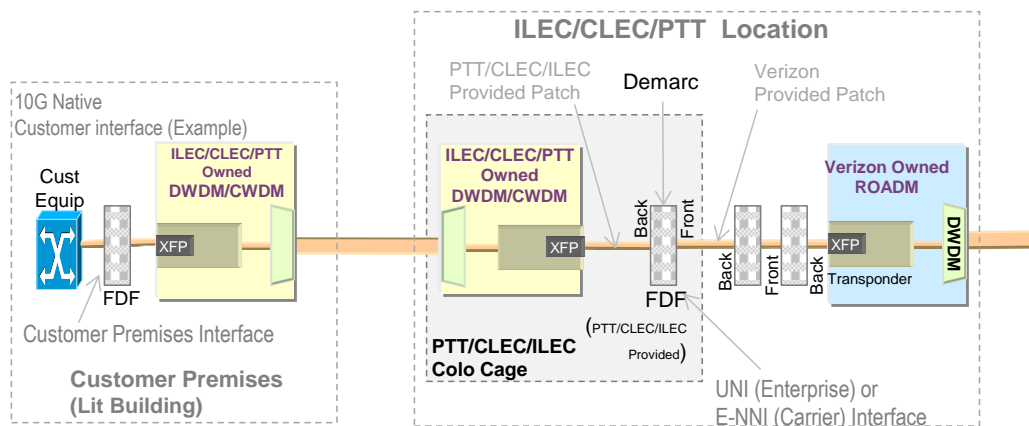 ILEC/CLEC/PTT Location
PTT/CLEC/ILEC
Provided Patch
Demarc
Verizon
Provided Patch
10G Native
Customer interface (Example)
ILEC/CLEC/PTT
Owned
DWDM/CWDM
Cust
Equip
XFP
FDF
Customer Premises Interface
Customer Premises
(Lit Building)
ILEC/CLEC/PTT
Owned
DWDM/CWDM
XFP
Back
Front
FDF
(PTT/CLEC/ILEC
Provided)
PTT/CLEC/ILEC
Colo Cage
Back
Front
Back
Verizon Owned
ROADM
XFP
Transponder
DWDM
UNI (Enterprise) or
E-NNI (Carrier) Interface